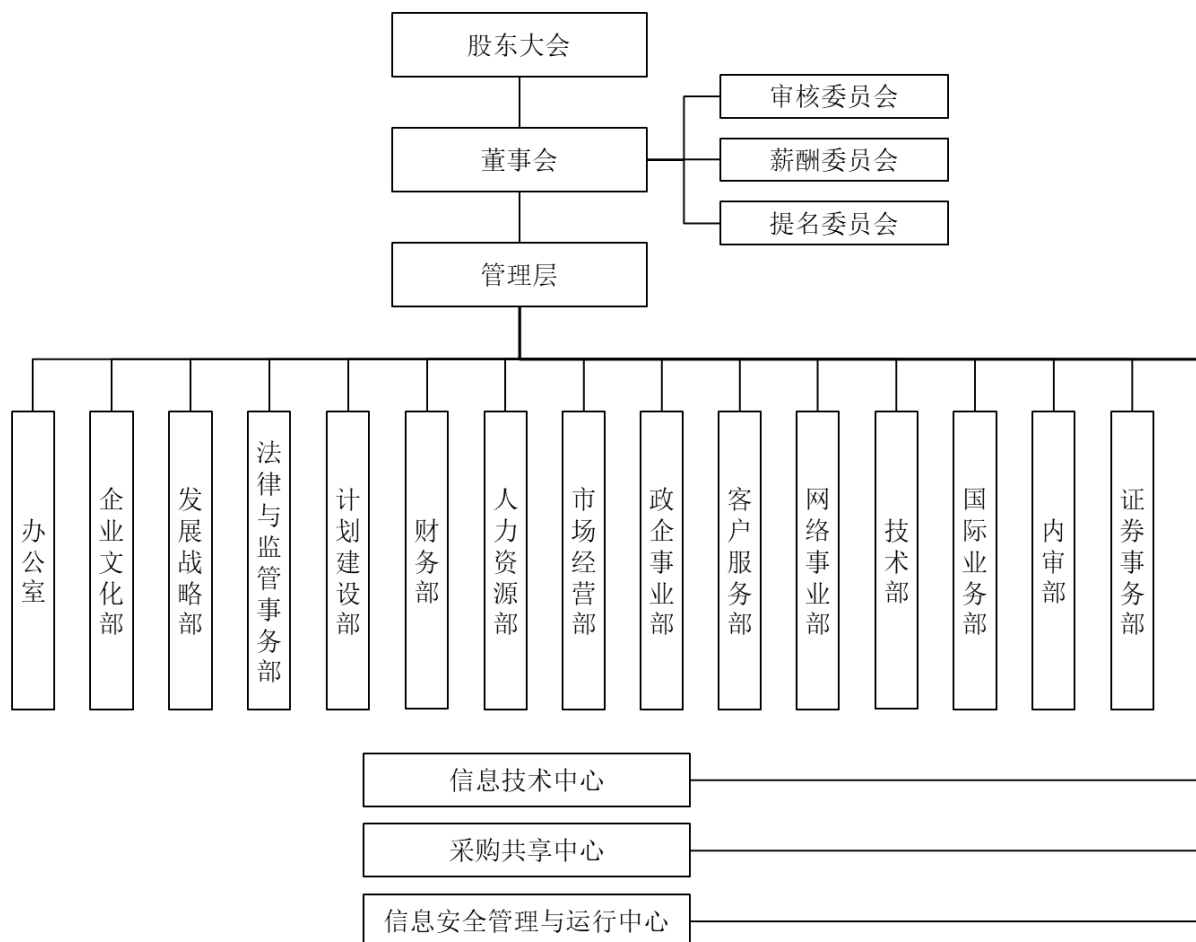 股东大会
审核委员会
董事会
薪酬委员会
提名委员会
管理层
办公室
企业文化部
发展战略部
法律与监管事务部
计划建设部
财务部
人力资源部
市场经营部
政企事业部
客户服务部
网络事业部
技术部
国际业务部
内审部
证券事务部
信息技术中心
采购共享中心
信息安全管理与运行中心